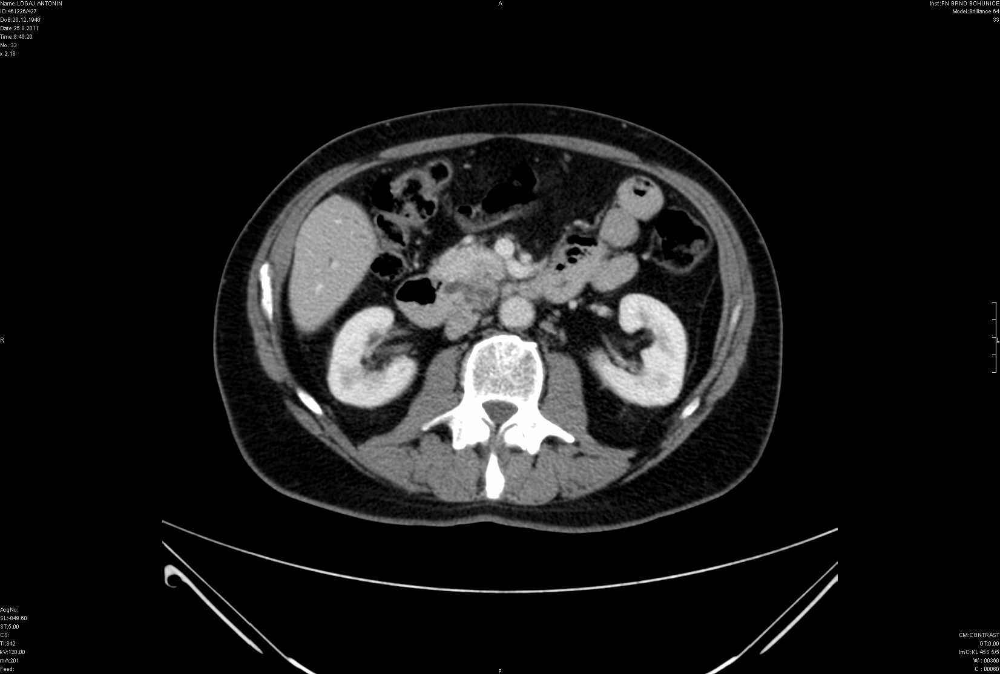 Name:LOGAJ ANTONIN
ID:461226/427
DoB:26.12.1946
Date:25.8.2011
Time:8:46:26
No.:33
x 2.18
A
Inst:FN BRNO BOHUNICE
Model:Brilliance 64
33
R
L
AcqNo:
SL:-849.60
ST:5.00
CS:
TI:842
kV:120.00
mA:201
Feed:
P
CM:CONTRAST
GT:0.00
ImC:KL 45S 5/5
W : 00360
C : 00060